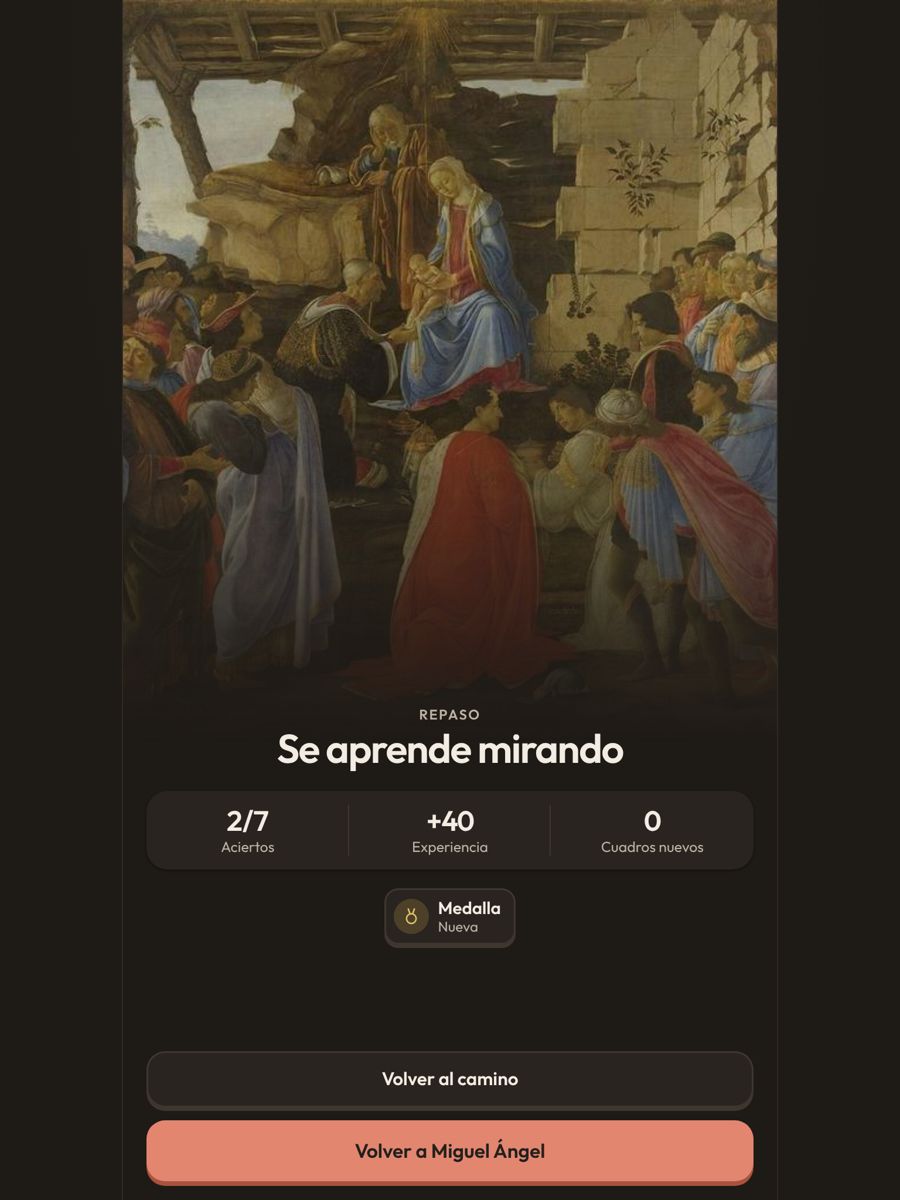 REPASO
Se aprende mirando
2/7
Aciertos
+40
Experiencia
0
Cuadros nuevos
Medalla
Nueva
Volver al camino
Volver a Miguel Ángel